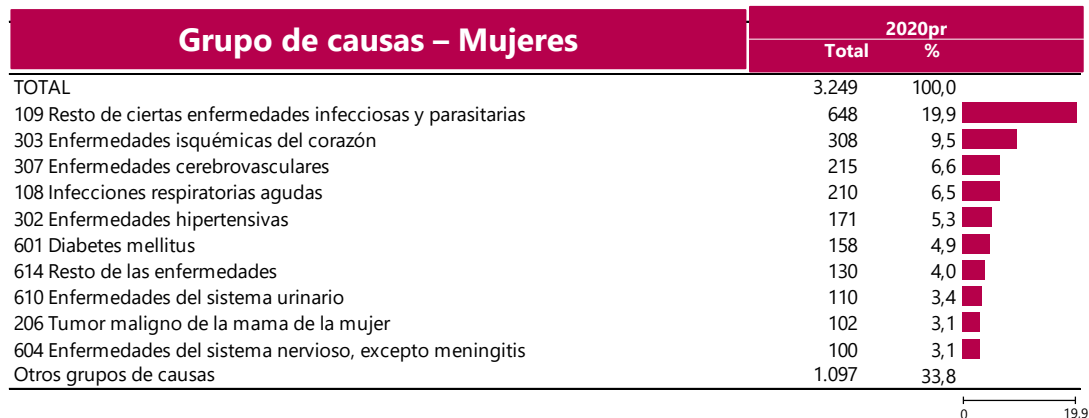 Grupo de causas – Mujeres
2020pr
Total %
TOTAL 3.249 100,0
109 Resto de ciertas enfermedades infecciosas y parasitarias 648 19,9
303 Enfermedades isquémicas del corazón 308 9,5
307 Enfermedades cerebrovasculares 215 6,6
108 Infecciones respiratorias agudas 210 6,5
302 Enfermedades hipertensivas 171 5,3
601 Diabetes mellitus 158 4,9
614 Resto de las enfermedades 130 4,0
610 Enfermedades del sistema urinario 110 3,4
206 Tumor maligno de la mama de la mujer 102 3,1
604 Enfermedades del sistema nervioso, excepto meningitis 100 3,1
Otros grupos de causas 1.097 33,8
0 19,9